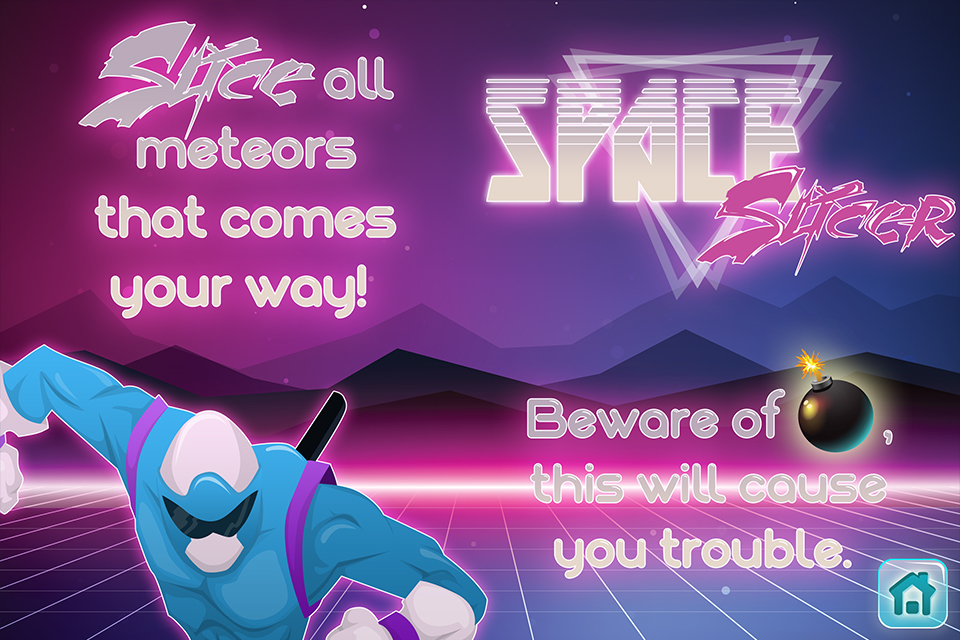 Slice all
meteors
that comes
your way!
SPACE
Slicer
Beware of ,
this will cause
you trouble.